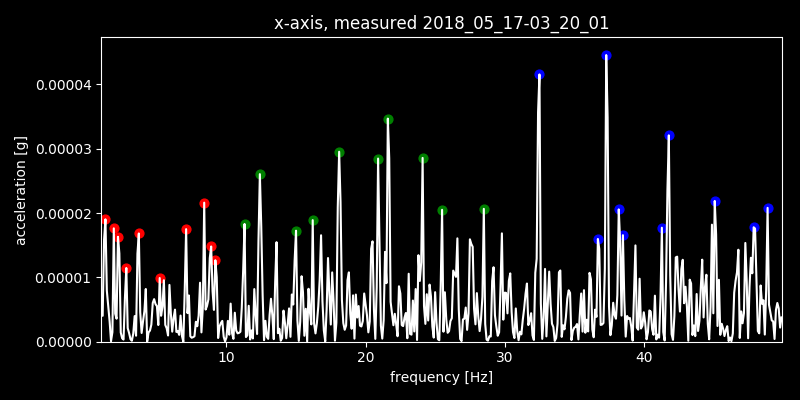 x-axis, measured 2018_05_17-03_20_01
acceleration [g]
0.00004
0.00003
0.00002
0.00001
0.00000
10 20 30 40
frequency [Hz]